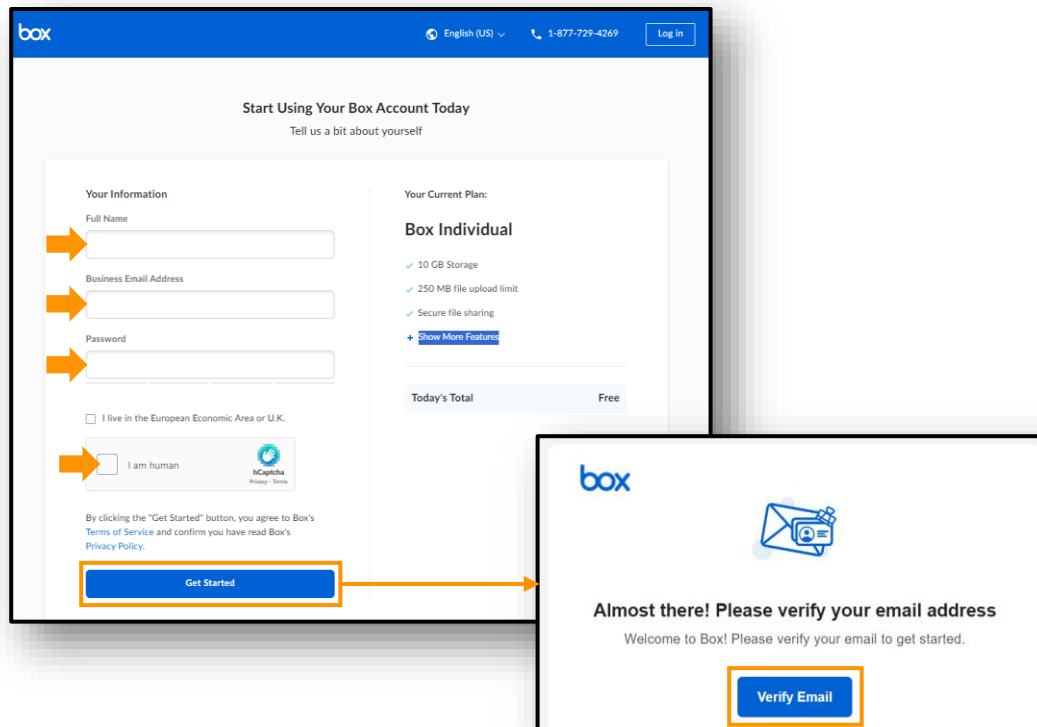 box
English (US)
1-877-729-4269
Log in
Start Using Your Box Account Today
Tell us a bit about yourself
Your Information
Full Name
Business Email Address
Password
I live in the European Economic Area or U.K.
I am human
hCaptcha
Privacy - Terms
By clicking the "Get Started" button, you agree to Box's
Terms of Service and confirm you have read Box's
Privacy Policy.
Get Started
Your Current Plan:
Box Individual
10 GB Storage
250 MB file upload limit
Secure file sharing
+ Show More Features
Today's Total Free
box
Almost there! Please verify your email address
Welcome to Box! Please verify your email to get started.
Verify Email